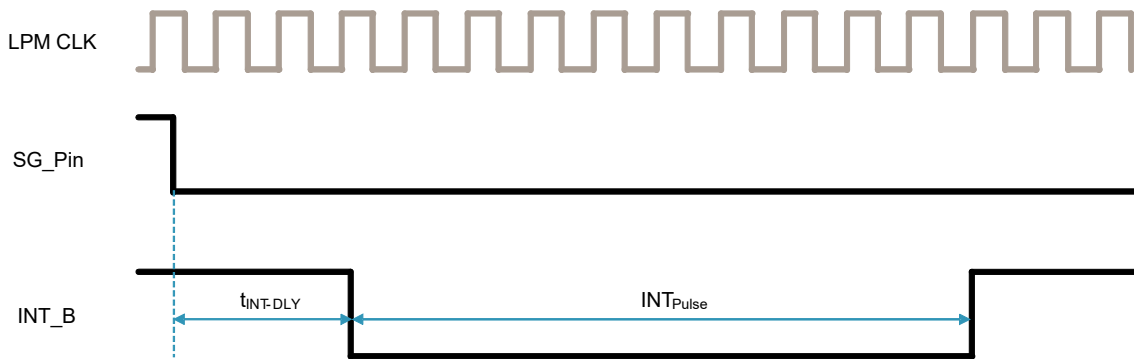 LPM CLK
SG_Pin
INT_B
tINT-DLY
INTPulse